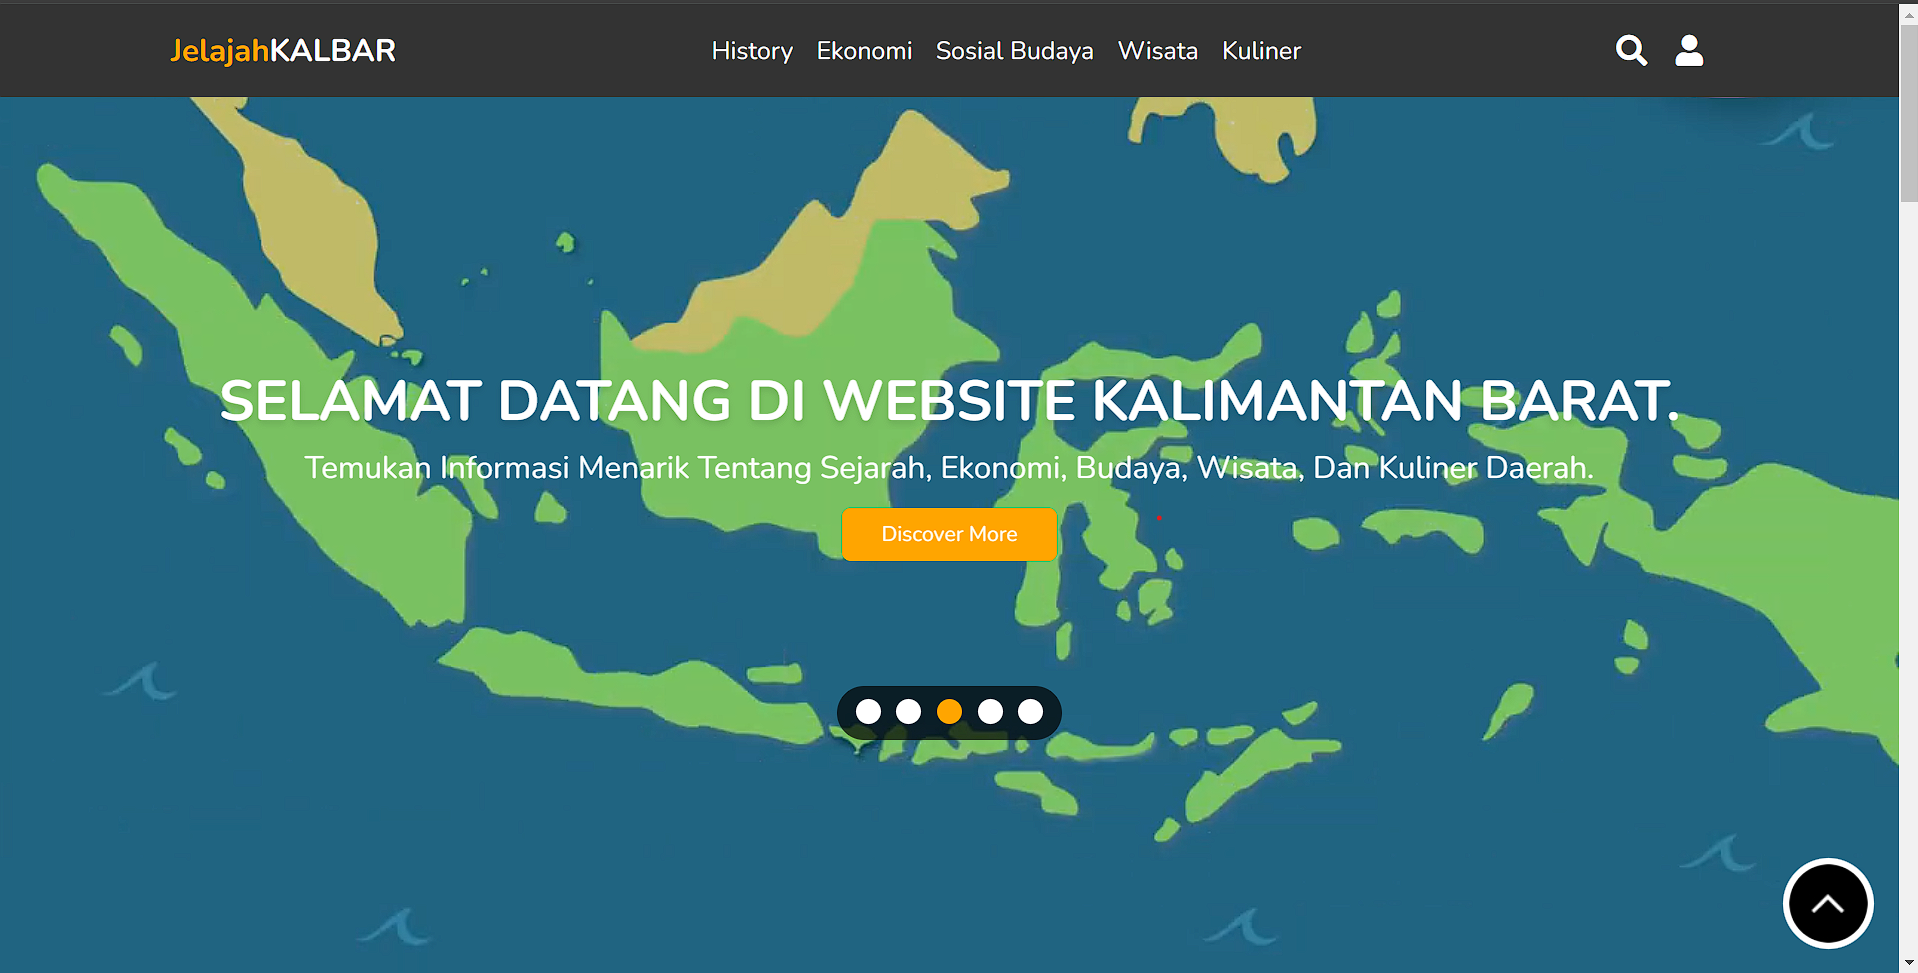 JelajahKALBAR
History Ekonomi Sosial Budaya Wisata Kuliner
SELAMAT DATANG DI WEBSITE KALIMANTAN BARAT.
Temukan Informasi Menarik Tentang Sejarah, Ekonomi, Budaya, Wisata, Dan Kuliner Daerah.
Discover More